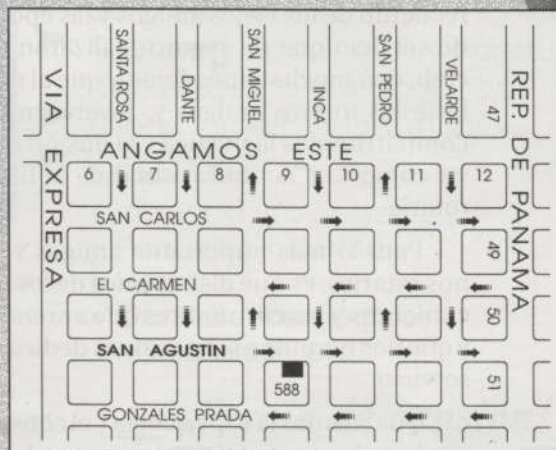 SANTA ROSA
DANTE
SAN MIGUEL
INCA
SAN PEDRO
VELARDE
47
REP. DE PANAMA
VIA EXPRESA
ANGAMOS ESTE
6 7 8 9 10 11 12
SAN CARLOS
49
EL CARMEN
50
SAN AGUSTIN
588
51
GONZALES PRADA